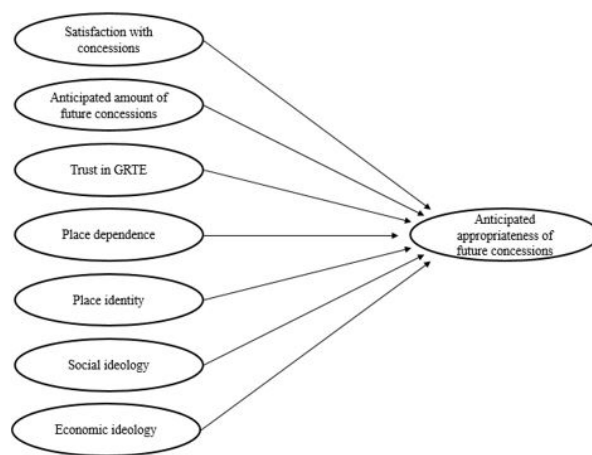 Satisfaction with
concessions
Anticipated amount of
future concessions
Trust in GRTE
Place dependence
Place identity
Social ideology
Economic ideology
Anticipated
appropriateness of
future concessions